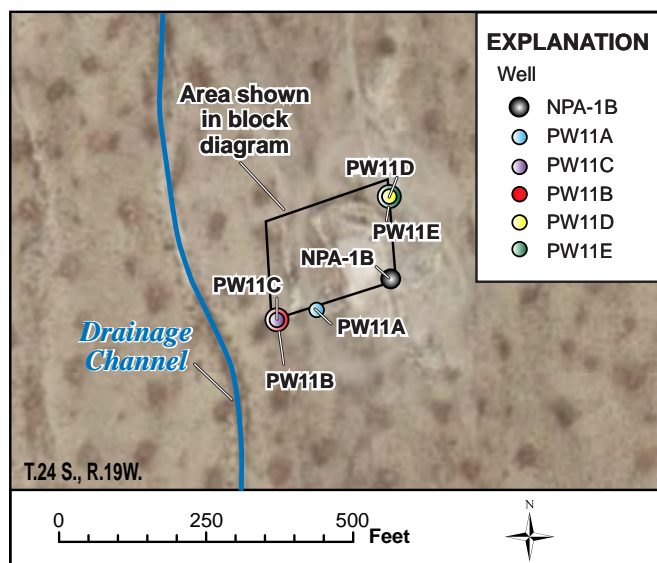 EXPLANATION
Well
NPA-1B
PW11A
PW11C
PW11B
PW11D
PW11E
Area shown
in block
diagram
PW11D
PW11E
NPA-1B
PW11C
PW11A
PW11B
Drainage
Channel
T.24 S., R.19W.
0 250 500
Feet
N